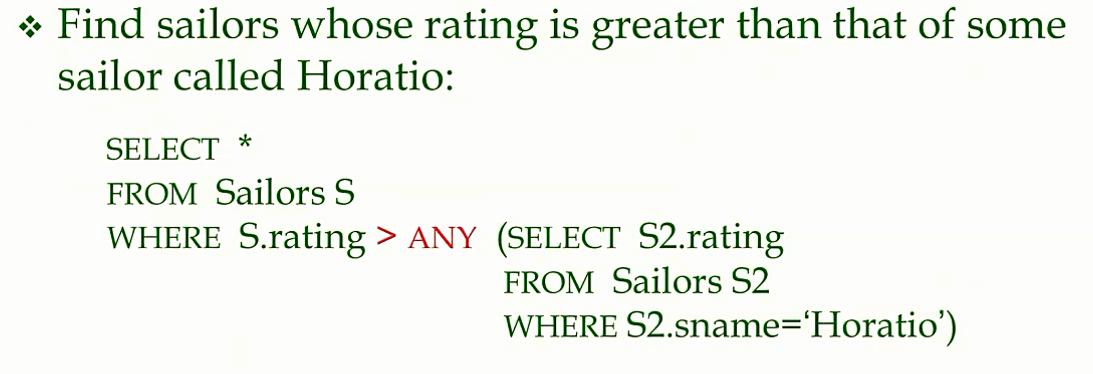 ❖ Find sailors whose rating is greater than that of some
sailor called Horatio:
SELECT *
FROM Sailors S
WHERE S.rating > ANY (SELECT S2.rating
FROM Sailors S2
WHERE S2.sname=‘Horatio’)